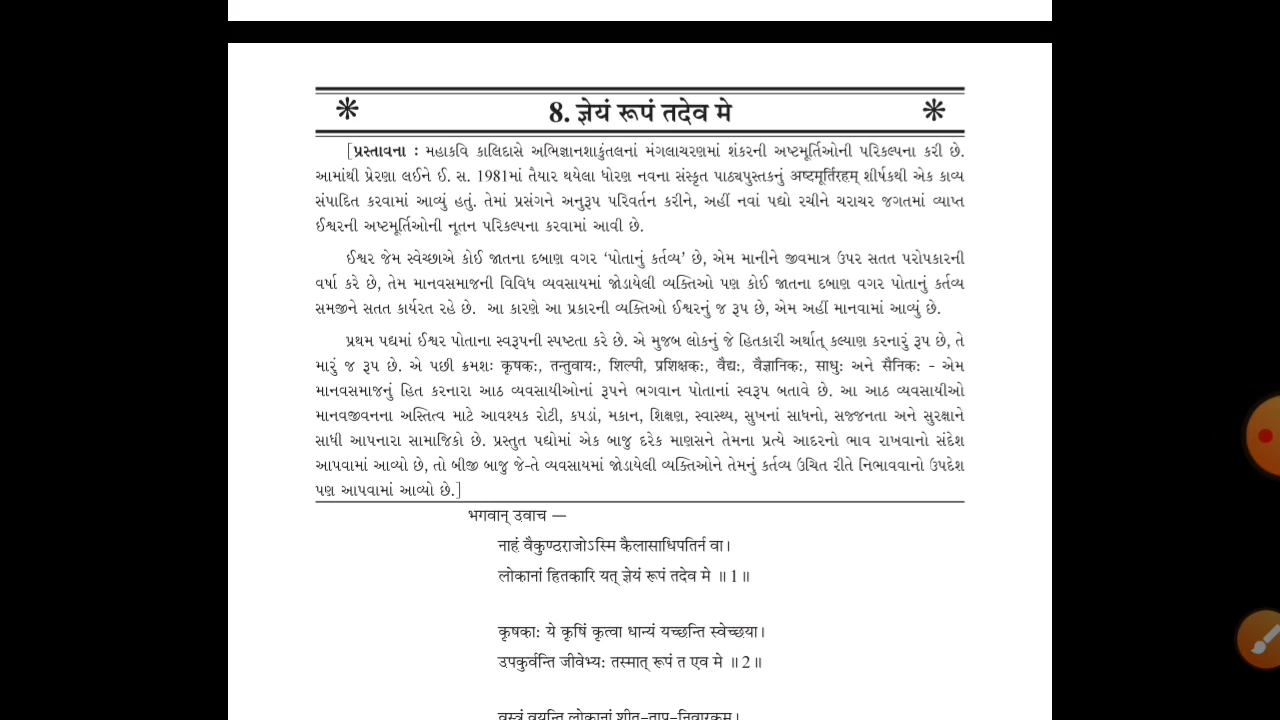 ❋ 8. ज्ञेयं रूपं तदेव मे ❋
[પ્રસ્તાવના : મહાકવિ કાલિદાસે અભિજ્ઞાનશાકુંતલનાં મંગલાચરણમાં શંકરની અષ્ટમૂર્તિઓની પરિકલ્પના કરી છે.
આમાંથી પ્રેરણા લઈને ઈ. સ. 1981માં તૈયાર થયેલા ધોરણ નવના સંસ્કૃત પાઠ્યપુસ્તકનું अष्टमूर्तिरहम् શીર્ષકથી એક કાવ્ય
સંપાદિત કરવામાં આવ્યું હતું. તેમાં પ્રસંગને અનુરૂપ પરિવર્તન કરીને, અહીં નવાં પદ્યો રચીને ચરાચર જગતમાં વ્યાપ્ત
ઈશ્વરની અષ્ટમૂર્તિઓની નૂતન પરિકલ્પના કરવામાં આવી છે.
ઈશ્વર જેમ સ્વેચ્છાએ કોઈ જાતના દબાણ વગર ‘પોતાનું કર્તવ્ય’ છે, એમ માનીને જીવમાત્ર ઉપર સતત પરોપકારની
વર્ષા કરે છે, તેમ માનવસમાજની વિવિધ વ્યવસાયમાં જોડાયેલી વ્યક્તિઓ પણ કોઈ જાતના દબાણ વગર પોતાનું કર્તવ્ય
સમજીને સતત કાર્યરત રહે છે. આ કારણે આ પ્રકારની વ્યક્તિઓ ઈશ્વરનું જ રૂપ છે, એમ અહીં માનવામાં આવ્યું છે.
પ્રથમ પદ્યમાં ઈશ્વર પોતાના સ્વરૂપની સ્પષ્ટતા કરે છે. એ મુજબ લોકનું જે હિતકારી અર્થાત્ કલ્યાણ કરનારું રૂપ છે, તે
મારું જ રૂપ છે. એ પછી ક્રમશઃ कृषकः, तन्तुवायः, शिल्पी, प्रशिक्षकः, वैद्यः, वैज्ञानिकः, साधुः અને सैनिकः - એમ
માનવસમાજનું હિત કરનારા આઠ વ્યવસાયીઓનાં રૂપને ભગવાન પોતાનાં સ્વરૂપ બતાવે છે. આ આઠ વ્યવસાયીઓ
માનવજીવનના અસ્તિત્વ માટે આવશ્યક રોટી, કપડાં, મકાન, શિક્ષણ, સ્વાસ્થ્ય, સુખનાં સાધનો, સજ્જનતા અને સુરક્ષાને
સાધી આપનારા સામાજિકો છે. પ્રસ્તુત પદ્યોમાં એક બાજુ દરેક માણસને તેમના પ્રત્યે આદરનો ભાવ રાખવાનો સંદેશ
આપવામાં આવ્યો છે, તો બીજી બાજુ જે-તે વ્યવસાયમાં જોડાયેલી વ્યક્તિઓને તેમનું કર્તવ્ય ઉચિત રીતે નિભાવવાનો ઉપદેશ
પણ આપવામાં આવ્યો છે.]
भगवान् उवाच —
नाहं वैकुण्ठराजोऽस्मि कैलासाधिपतिर्न वा।
लोकानां हितकारि यत् ज्ञेयं रूपं तदेव मे ॥ 1॥
कृषकाः ये कृषिं कृत्वा धान्यं यच्छन्ति स्वेच्छया।
उपकुर्वन्ति जीवेभ्यः तस्मात् रूपं त एव मे ॥ 2॥
वस्त्रं वयन्ति लोकानां शीत-ताप-निवारकम्।